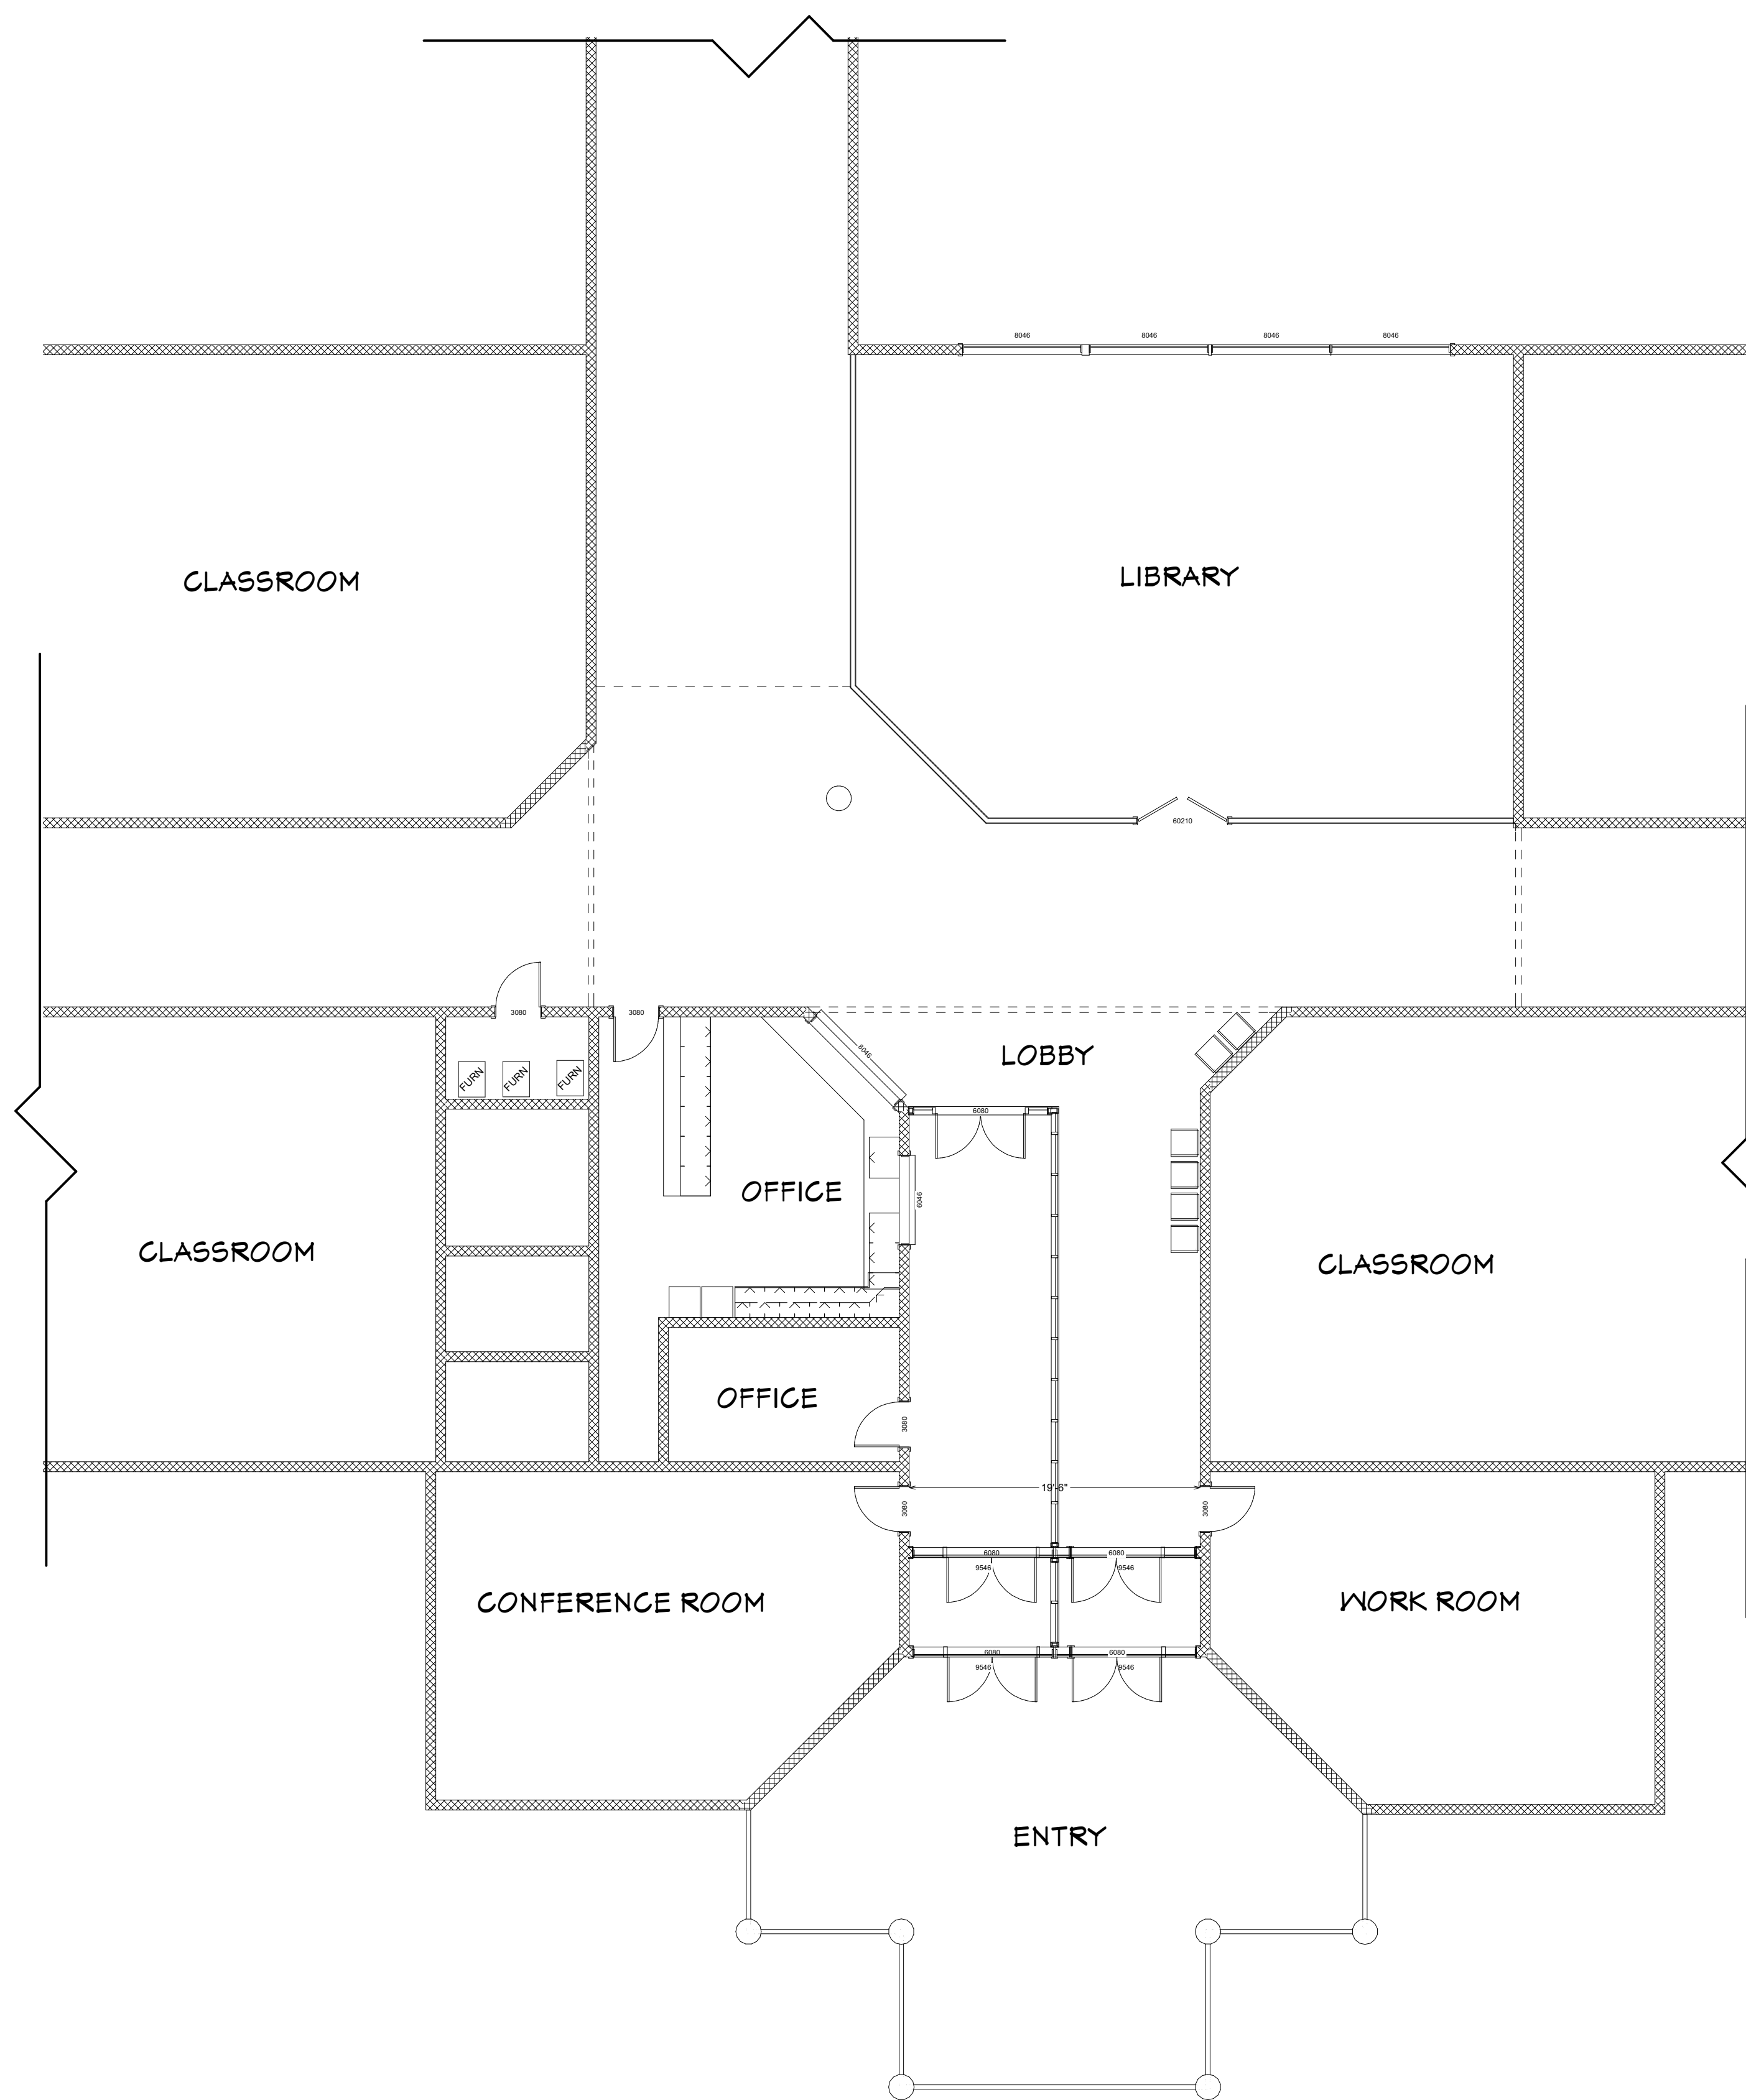 8046 8046 8046 8046
CLASSROOM LIBRARY
60210
3080 3080
8046
LOBBY
FURN FURN FURN
6080
OFFICE
6046
CLASSROOM
CLASSROOM
OFFICE
3080
19'-6"
3080 3080
6080 6080
9546 9546
CONFERENCE ROOM WORK ROOM
6080 6080
9546 9546
ENTRY